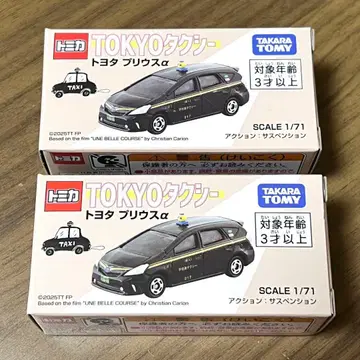 トミカ
TOKYOタクシー
トヨタ プリウスα
TAKARA TOMY
対象年齢
3才以上
TAXI
SCALE 1/71
アクション:サスペンション
©2025TT FP
Based on the film "UNE BELLE COURSE" by Christian Carion
トミカ
TOKYOタクシー
トヨタ プリウスα
TAKARA TOMY
対象年齢
3才以上
TAXI
SCALE 1/71
アクション:サスペンション
©2025TT FP
Based on the film "UNE BELLE COURSE" by Christian Carion